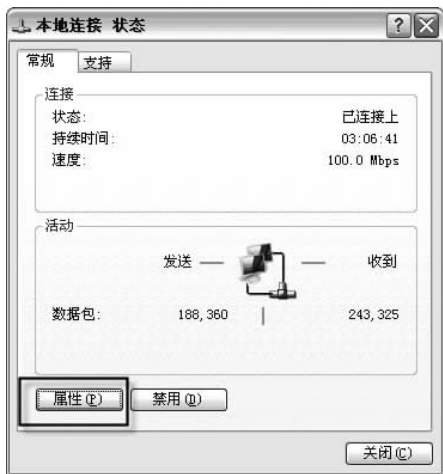 本地连接 状态
常规 支持
连接
状态: 已连接上
持续时间: 03:06:41
速度: 100.0 Mbps
活动
发送 — — 收到
数据包: 188,360 | 243,325
属性(P) 禁用(D)
关闭(C)